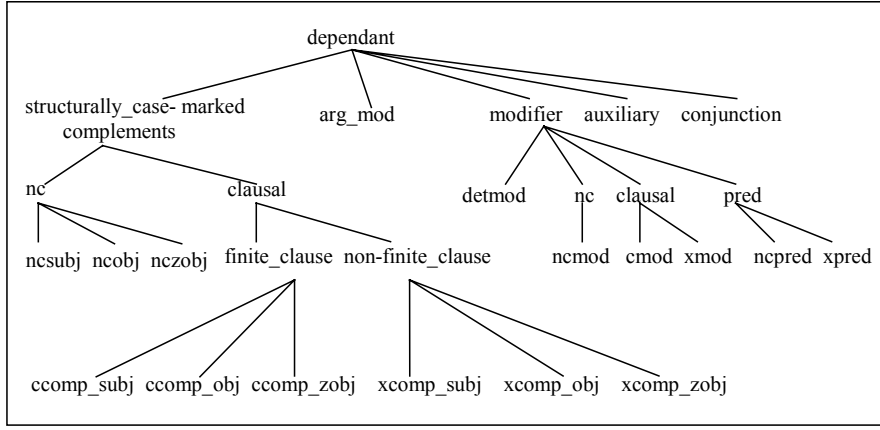 dependant
structurally_case- marked
complements
arg_mod
modifier
auxiliary
conjunction
nc
clausal
detmod
nc
clausal
pred
ncsubj
ncobj
nczobj
finite_clause
non-finite_clause
ncmod
cmod
xmod
ncpred
xpred
ccomp_subj
ccomp_obj
ccomp_zobj
xcomp_subj
xcomp_obj
xcomp_zobj